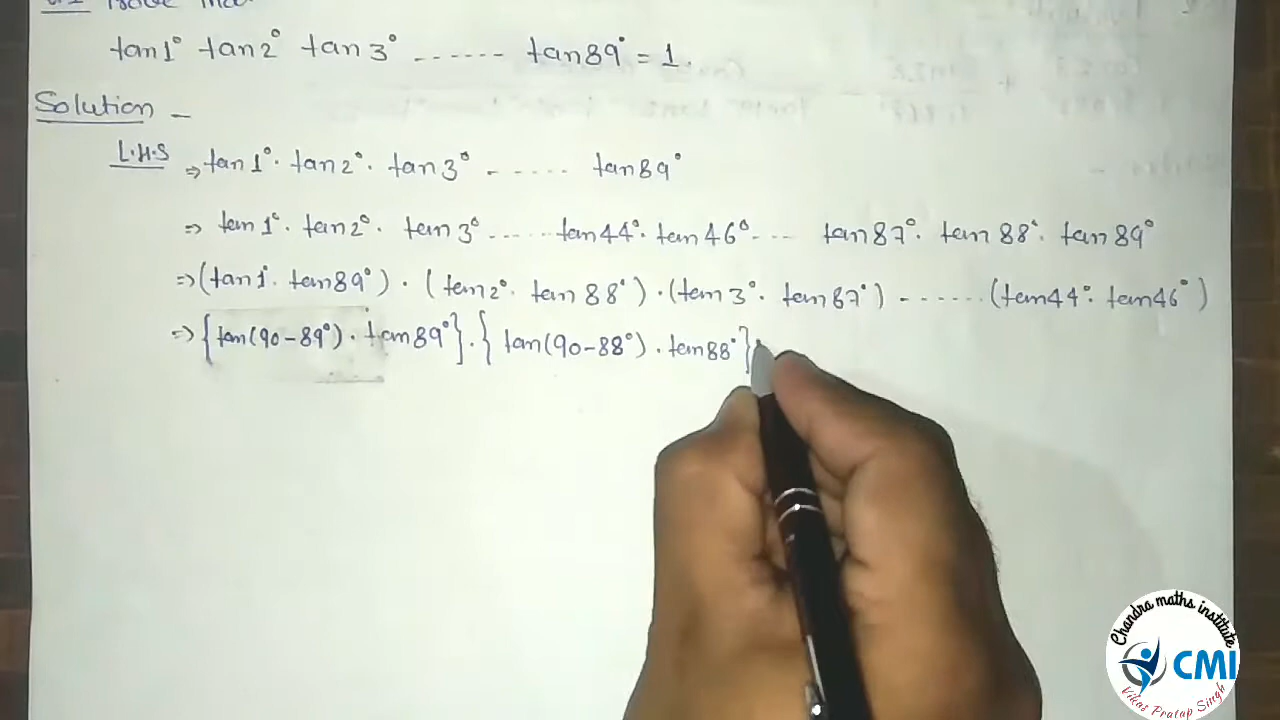 tan1° tan2° tan3° ------ tan89° = 1.
Solution -
L.H.S ⇒ tan1°. tan2°. tan3° ------ tan89°
⇒ tan1°. tan2°. tan3° ------ tan44°. tan46° --- tan87°. tan88°. tan89°
⇒ (tan1°. tan89°) . (tan2°. tan88°) . (tan3°. tan87°) ------ (tan44°. tan46°)
⇒ {tan(90-89°) . tan89°} . {tan(90-88°) . tan88°}
Chandra maths institute
CMI
Vikas Pratap Singh